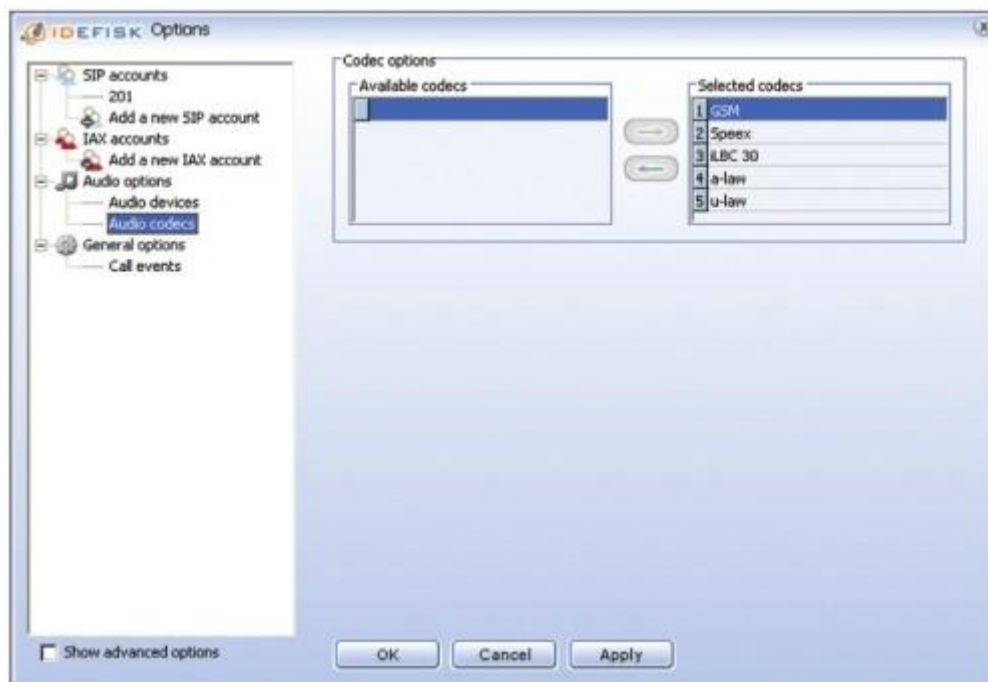 IDEFISK Options
SIP accounts
201
Add a new SIP account
IAX accounts
Add a new IAX account
Audio options
Audio devices
Audio codecs
General options
Call events
Show advanced options
Codec options
Available codecs
Selected codecs
1 GSM
2 Speex
3 iLBC 30
4 a-law
5 u-law
OK Cancel Apply